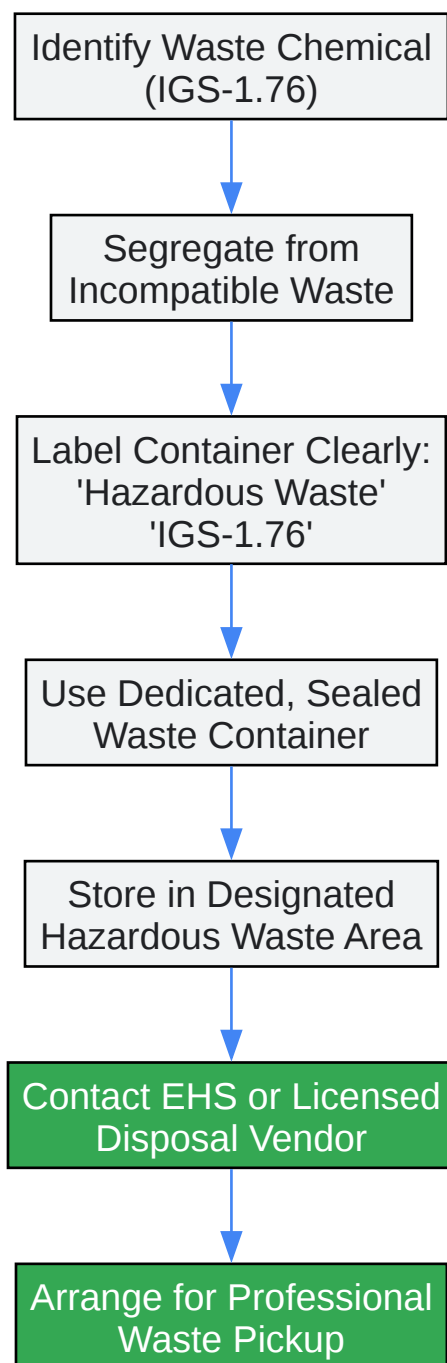 Identify Waste Chemical
(IGS-1.76)
Segregate from
Incompatible Waste
Label Container Clearly:
'Hazardous Waste'
'IGS-1.76'
Use Dedicated, Sealed
Waste Container
Store in Designated
Hazardous Waste Area
Contact EHS or Licensed
Disposal Vendor
Arrange for Professional
Waste Pickup